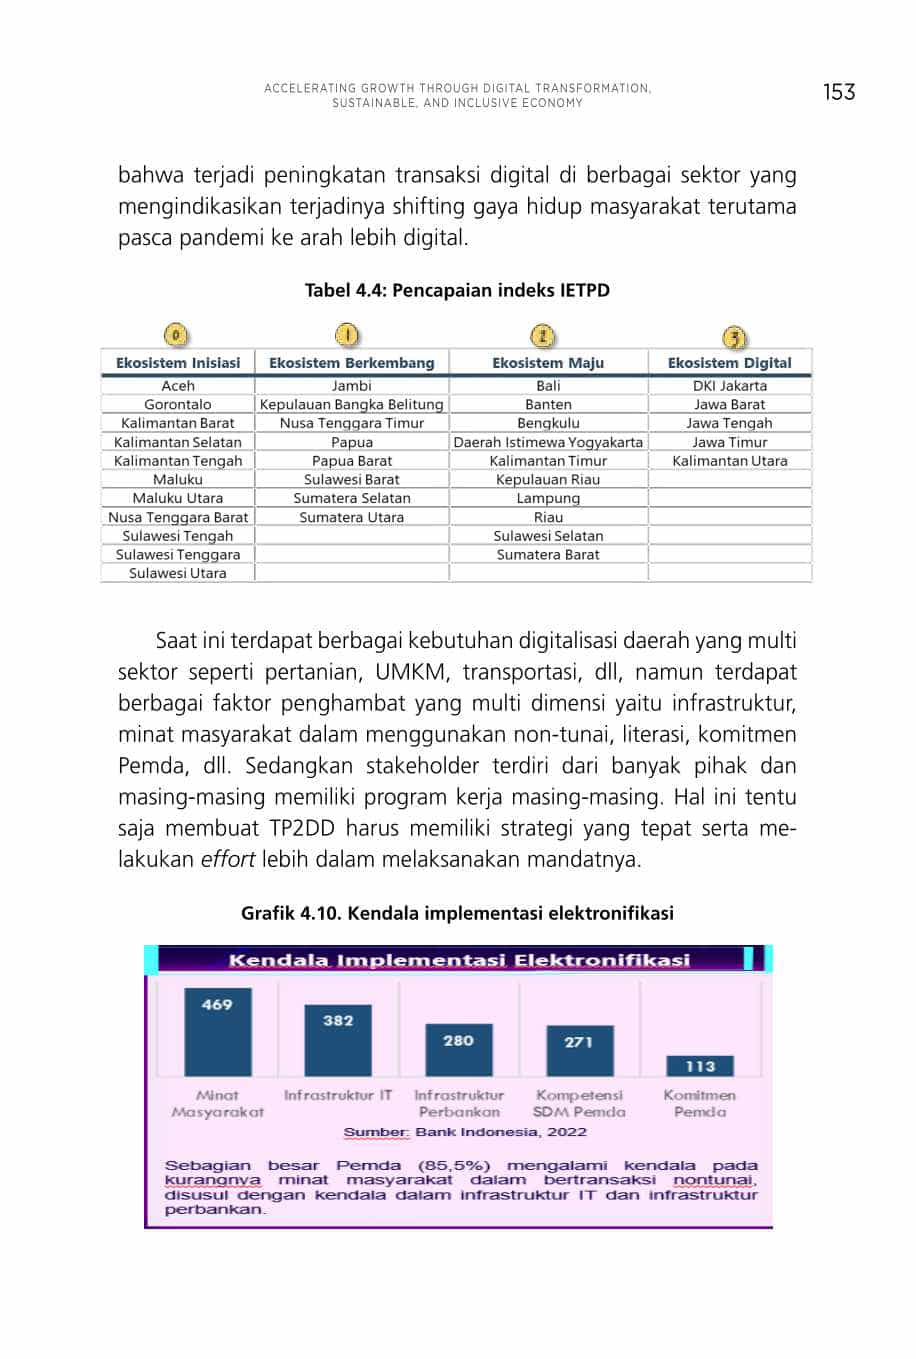 ACCELERATING GROWTH THROUGH DIGITAL TRANSFORMATION,
SUSTAINABLE, AND INCLUSIVE ECONOMY
153
bahwa terjadi peningkatan transaksi digital di berbagai sektor yang
mengindikasikan terjadinya shifting gaya hidup masyarakat terutama
pasca pandemi ke arah lebih digital.
Tabel 4.4: Pencapaian indeks IETPD
0 1 2 3
Ekosistem Inisiasi Ekosistem Berkembang Ekosistem Maju Ekosistem Digital
Aceh Jambi Bali DKI Jakarta
Gorontalo Kepulauan Bangka Belitung Banten Jawa Barat
Kalimantan Barat Nusa Tenggara Timur Bengkulu Jawa Tengah
Kalimantan Selatan Papua Daerah Istimewa Yogyakarta Jawa Timur
Kalimantan Tengah Papua Barat Kalimantan Timur Kalimantan Utara
Maluku Sulawesi Barat Kepulauan Riau
Maluku Utara Sumatera Selatan Lampung
Nusa Tenggara Barat Sumatera Utara Riau
Sulawesi Tengah Sulawesi Selatan
Sulawesi Tenggara Sumatera Barat
Sulawesi Utara
Saat ini terdapat berbagai kebutuhan digitalisasi daerah yang multi
sektor seperti pertanian, UMKM, transportasi, dll, namun terdapat
berbagai faktor penghambat yang multi dimensi yaitu infrastruktur,
minat masyarakat dalam menggunakan non-tunai, literasi, komitmen
Pemda, dll. Sedangkan stakeholder terdiri dari banyak pihak dan
masing-masing memiliki program kerja masing-masing. Hal ini tentu
saja membuat TP2DD harus memiliki strategi yang tepat serta me-
lakukan effort lebih dalam melaksanakan mandatnya.
Grafik 4.10. Kendala implementasi elektronifikasi
Kendala Implementasi Elektronifikasi
469 382 280 271 113
Minat Infrastruktur IT Infrastruktur Kompetensi Komitmen
Masyarakat Perbankan SDM Pemda Pemda
Sumber: Bank Indonesia, 2022
Sebagian besar Pemda (85,5%) mengalami kendala pada
kurangnya minat masyarakat dalam bertransaksi nontunai,
disusul dengan kendala dalam infrastruktur IT dan infrastruktur
perbankan.